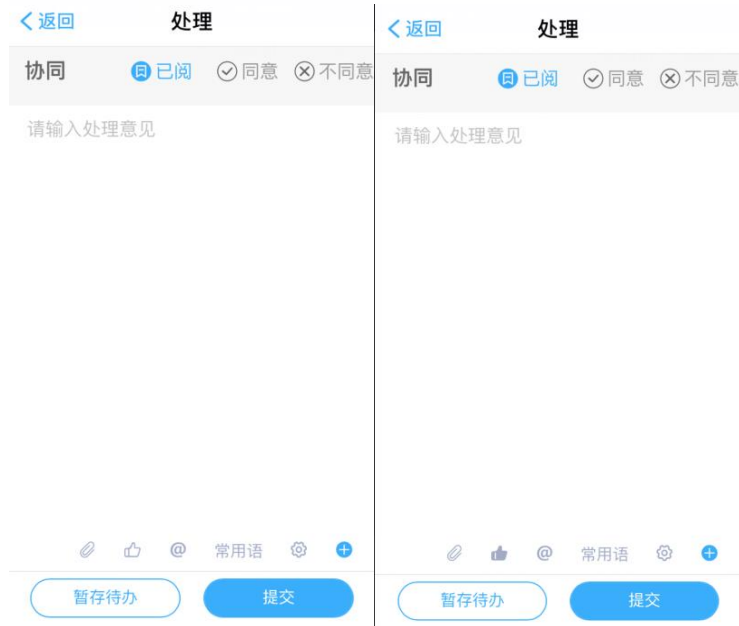 返回 处理
协同 已阅 同意 不同意
请输入处理意见
@ 常用语
暂存待办 提交
返回 处理
协同 已阅 同意 不同意
请输入处理意见
@ 常用语
暂存待办 提交